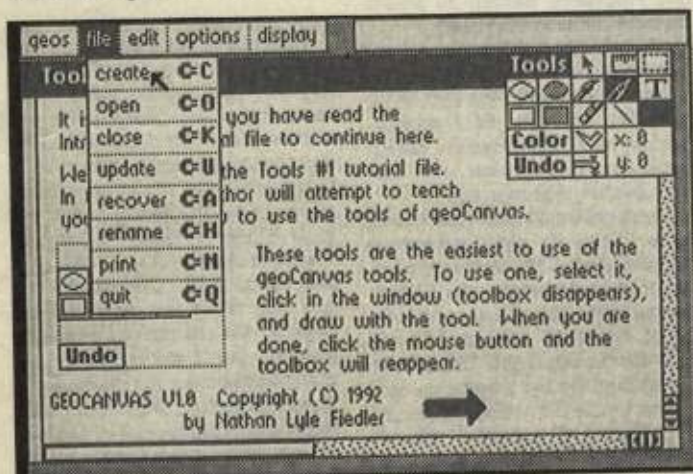 geos file edit options display
Tool
create C=C
open C=O
close C=K
update C=U
recover C=A
rename C=H
print C=N
quit C=Q
Tools
T
Color x: 0
Undo y: 0
It i you have read the
Intr al file to continue here.
We the Tools #1 tutorial file.
In thor will attempt to teach
you to use the tools of geoCanvas.
These tools are the easiest to use of the
geoCanvas tools. To use one, select it,
click in the window (toolbox disappears),
and draw with the tool. When you are
done, click the mouse button and the
toolbox will reappear.
Undo
GEOCANVAS V1.0 Copyright (C) 1992
by Nathan Lyle Fiedler